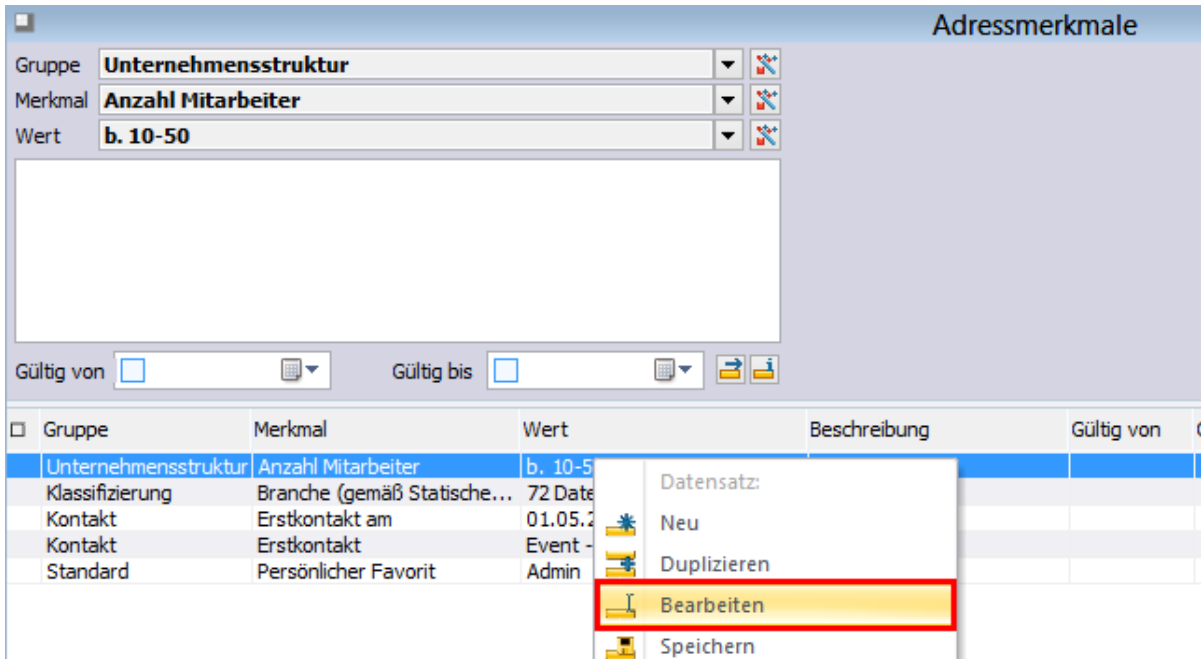 Adressmerkmale
Gruppe Unternehmensstruktur
Merkmal Anzahl Mitarbeiter
Wert b. 10-50
Gültig von Gültig bis
Gruppe Merkmal Wert Beschreibung Gültig von
Unternehmensstruktur Anzahl Mitarbeiter b. 10-5
Klassifizierung Branche (gemäß Statische... 72 Date
Kontakt Erstkontakt am 01.05.2
Kontakt Erstkontakt Event -
Standard Persönlicher Favorit Admin
Datensatz:
Neu
Duplizieren
Bearbeiten
Speichern